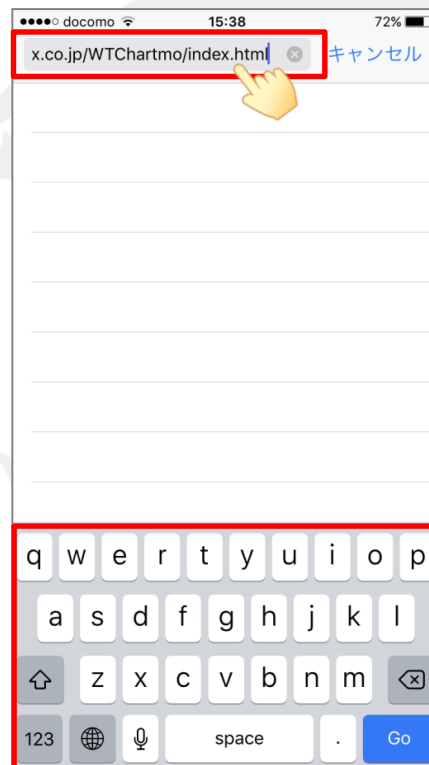 docomo 15:38 72%
x.co.jp/WTChartmo/index.html キャンセル
q w e r t y u i o p
a s d f g h j k l
z x c v b n m
123 space . Go